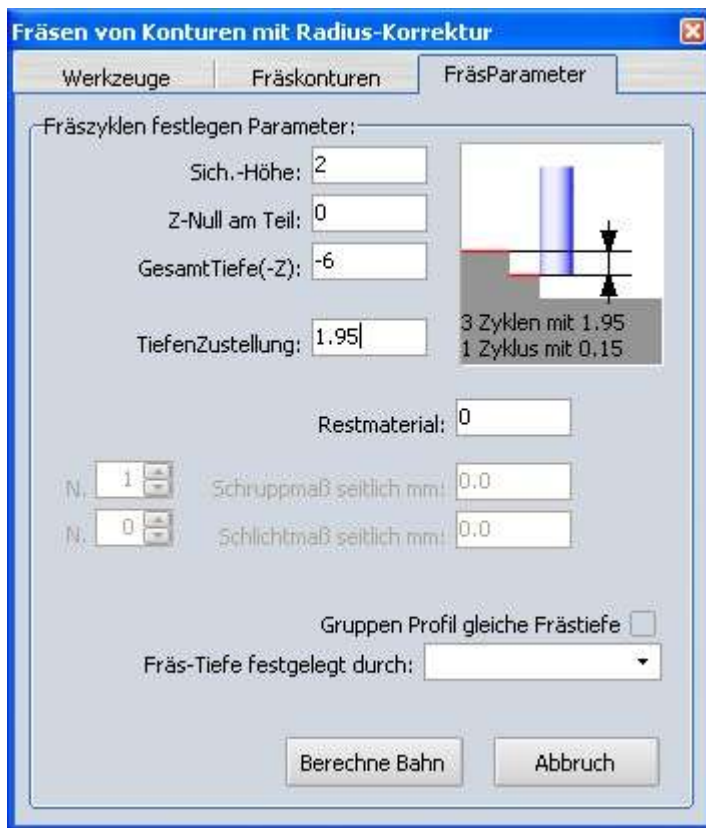 Fräsen von Konturen mit Radius-Korrektur
Werkzeuge Fräskonturen FräsParameter
Fräszyklen festlegen Parameter:
Sich.-Höhe: 2
Z-Null am Teil: 0
GesamtTiefe(-Z): -6
TiefenZustellung: 1.95
3 Zyklen mit 1.95
1 Zyklus mit 0.15
Restmaterial: 0
N. 1 Schruppmaß seitlich mm: 0.0
N. 0 Schlichtmaß seitlich mm: 0.0
Gruppen Profil gleiche Frästiefe
Fräs-Tiefe festgelegt durch:
Berechne Bahn Abbruch